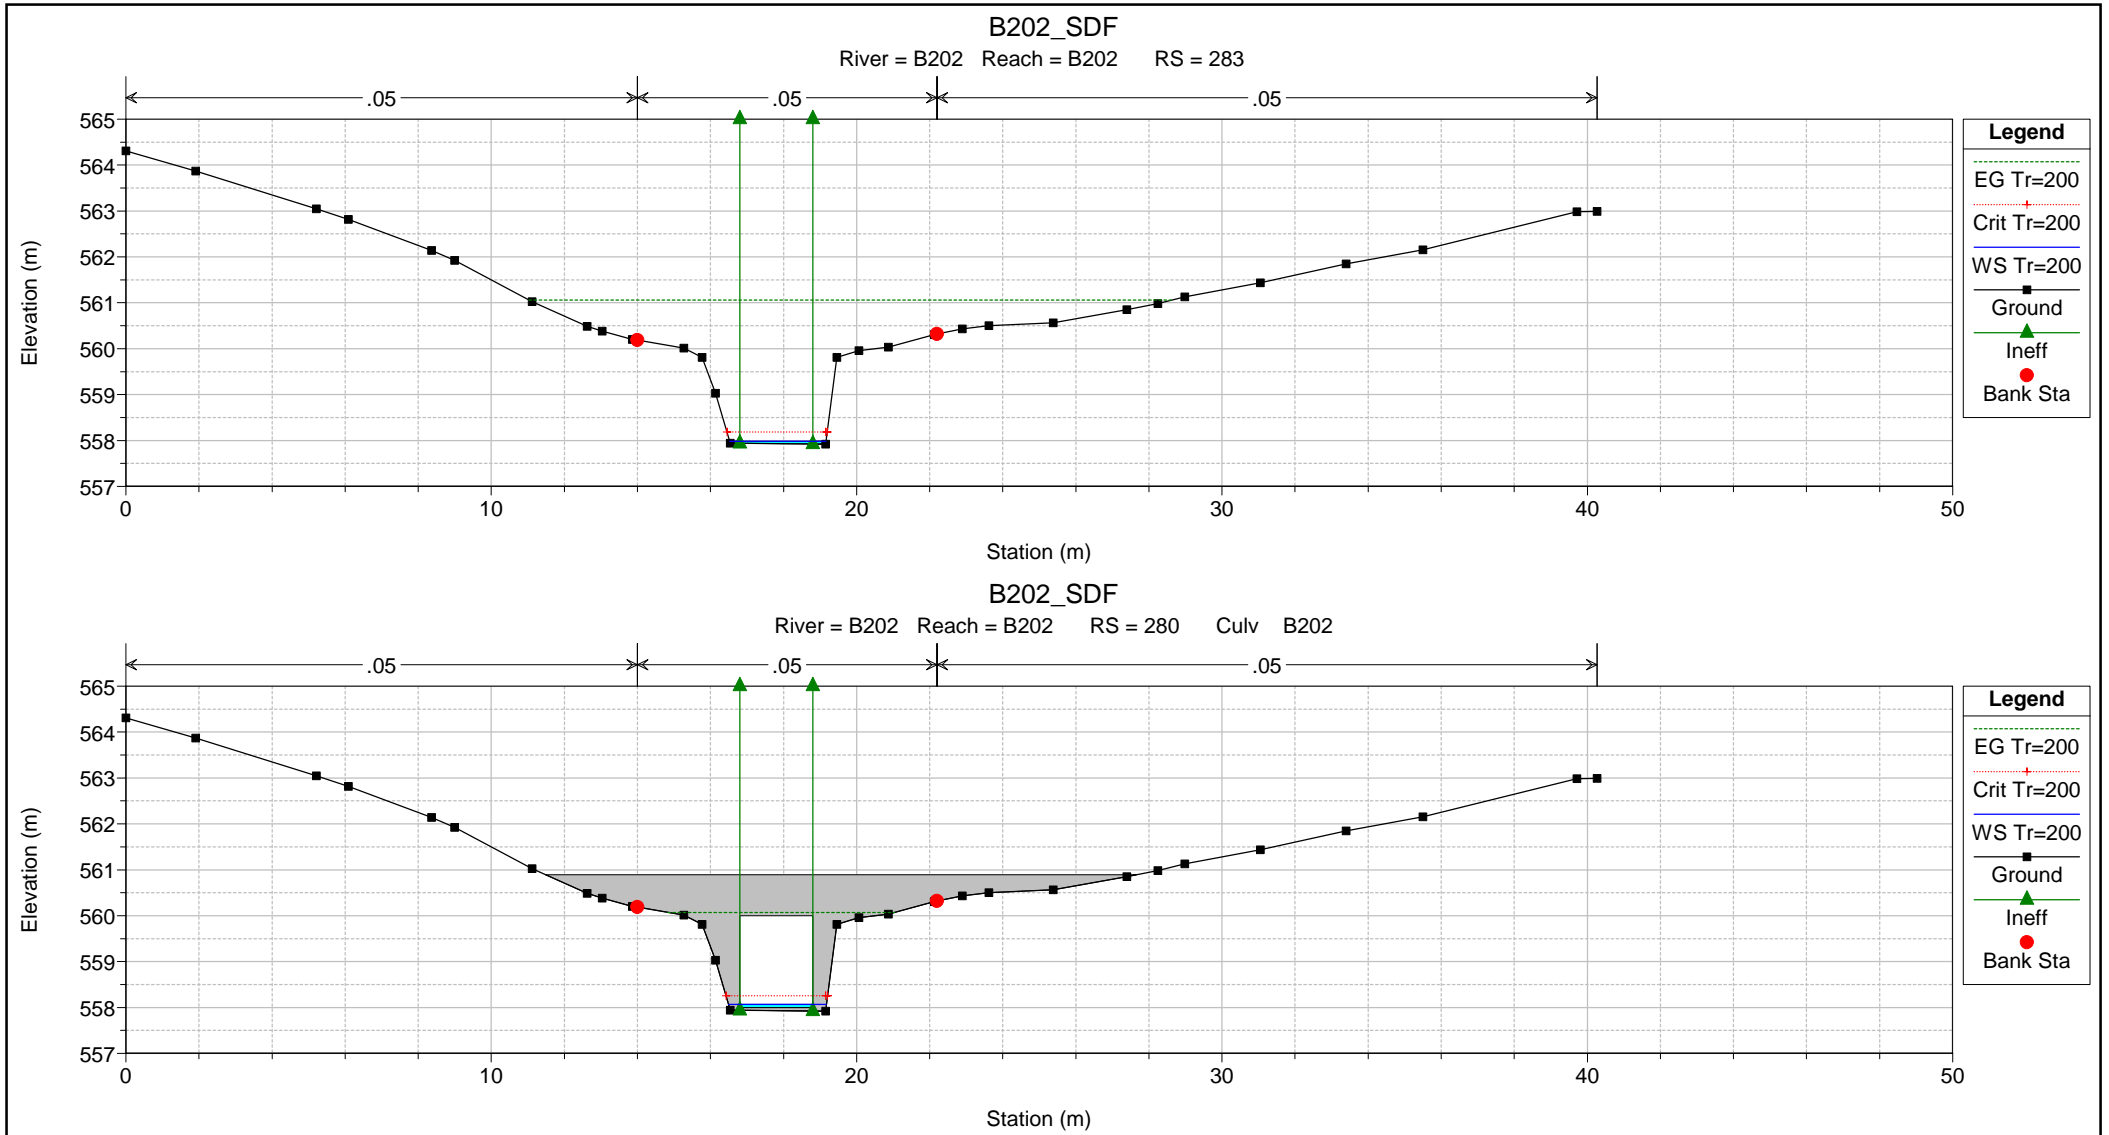 B202_SDF
River = B202 Reach = B202 RS = 283
.05 .05 .05
565
564
563
562
561
560
559
558
557
Elevation (m)
0 10 20 30 40 50
Station (m)
Legend
EG Tr=200
Crit Tr=200
WS Tr=200
Ground
Ineff
Bank Sta
B202_SDF
River = B202 Reach = B202 RS = 280 Culv B202
.05 .05 .05
565
564
563
562
561
560
559
558
557
Elevation (m)
0 10 20 30 40 50
Station (m)
Legend
EG Tr=200
Crit Tr=200
WS Tr=200
Ground
Ineff
Bank Sta